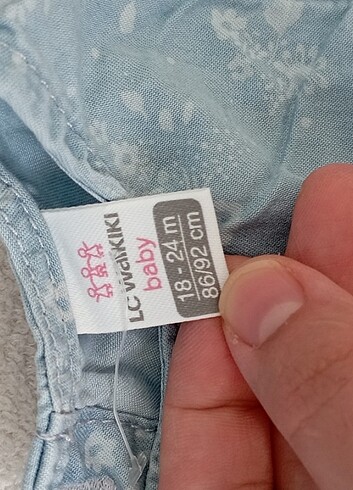 LC WaIKIKI
baby
18 - 24 m
86/92 cm